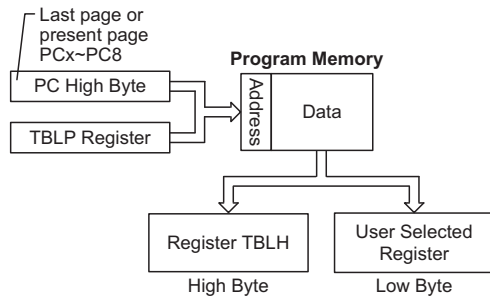 Last page or
present page
PCx~PC8
Program Memory
PC High Byte
TBLP Register
Address
Data
Register TBLH
User Selected
Register
High Byte
Low Byte